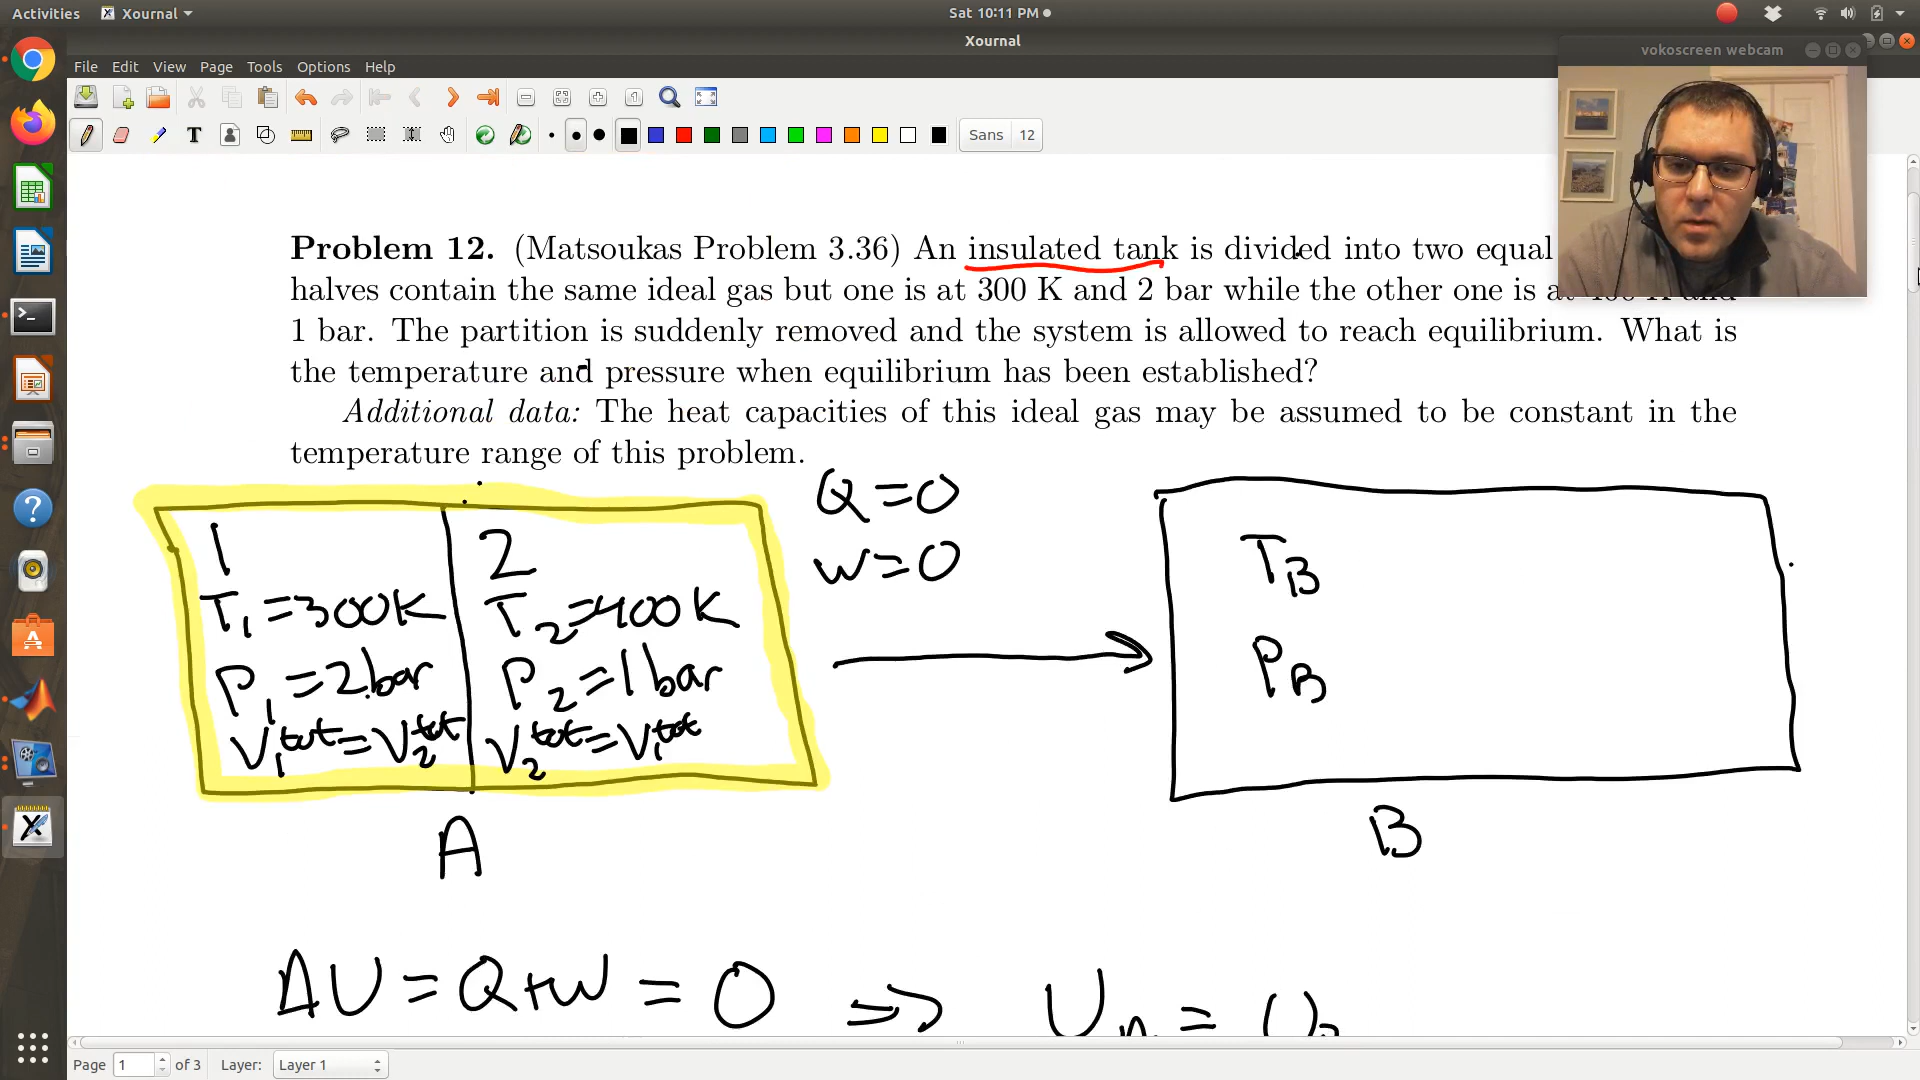 Activities Xournal Sat 10:11 PM
Xournal
vokoscreen webcam
File Edit View Page Tools Options Help
Sans 12
Problem 12. (Matsoukas Problem 3.36) An insulated tank is divided into two equal
halves contain the same ideal gas but one is at 300 K and 2 bar while the other one is
1 bar. The partition is suddenly removed and the system is allowed to reach equilibrium. What is
the temperature and pressure when equilibrium has been established?
Additional data: The heat capacities of this ideal gas may be assumed to be constant in the
temperature range of this problem.
Q=0
W=0
1 2
T₁=300K T₂=400K
P₁=2bar P₂=1bar
V₁ᵗᵒᵗ=V₂ᵗᵒᵗ V₂ᵗᵒᵗ=V₁ᵗᵒᵗ
T_B
P_B
A B
ΔU = Q+W = 0 ⇒ U =
Page 1 of 3 Layer: Layer 1